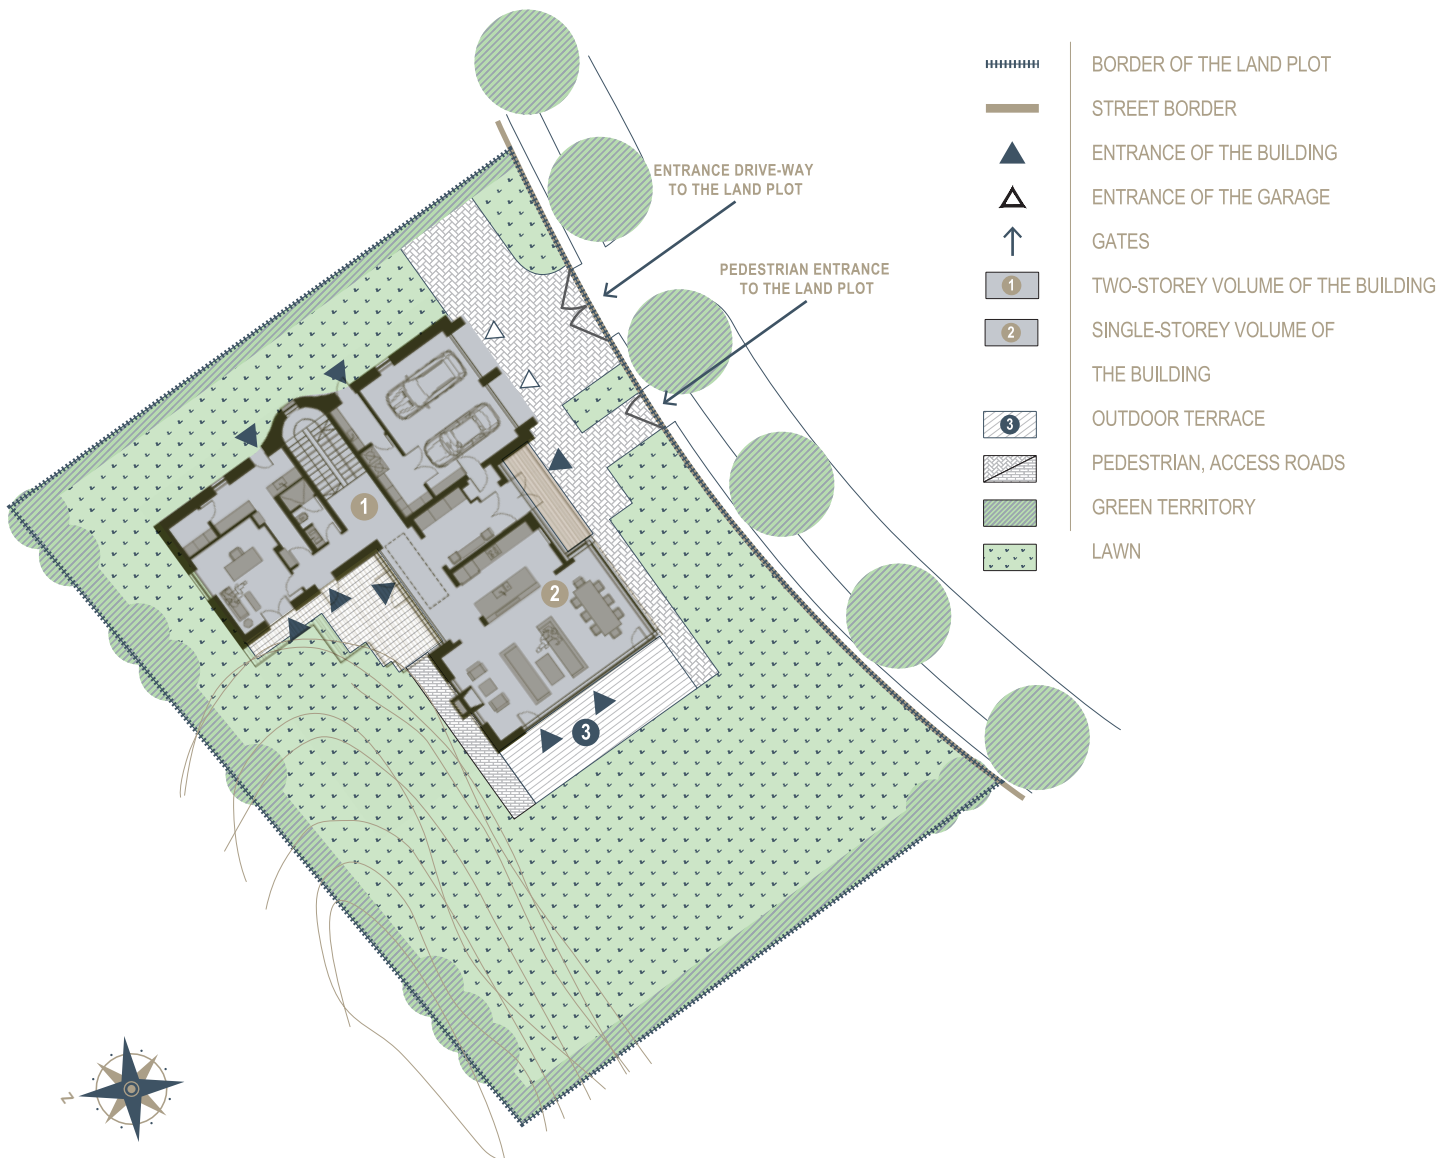 BORDER OF THE LAND PLOT
STREET BORDER
ENTRANCE OF THE BUILDING
ENTRANCE OF THE GARAGE
GATES
1 TWO-STOREY VOLUME OF THE BUILDING
2 SINGLE-STOREY VOLUME OF
THE BUILDING
3 OUTDOOR TERRACE
PEDESTRIAN, ACCESS ROADS
GREEN TERRITORY
LAWN
ENTRANCE DRIVE-WAY
TO THE LAND PLOT
PEDESTRIAN ENTRANCE
TO THE LAND PLOT
1
2
3
N